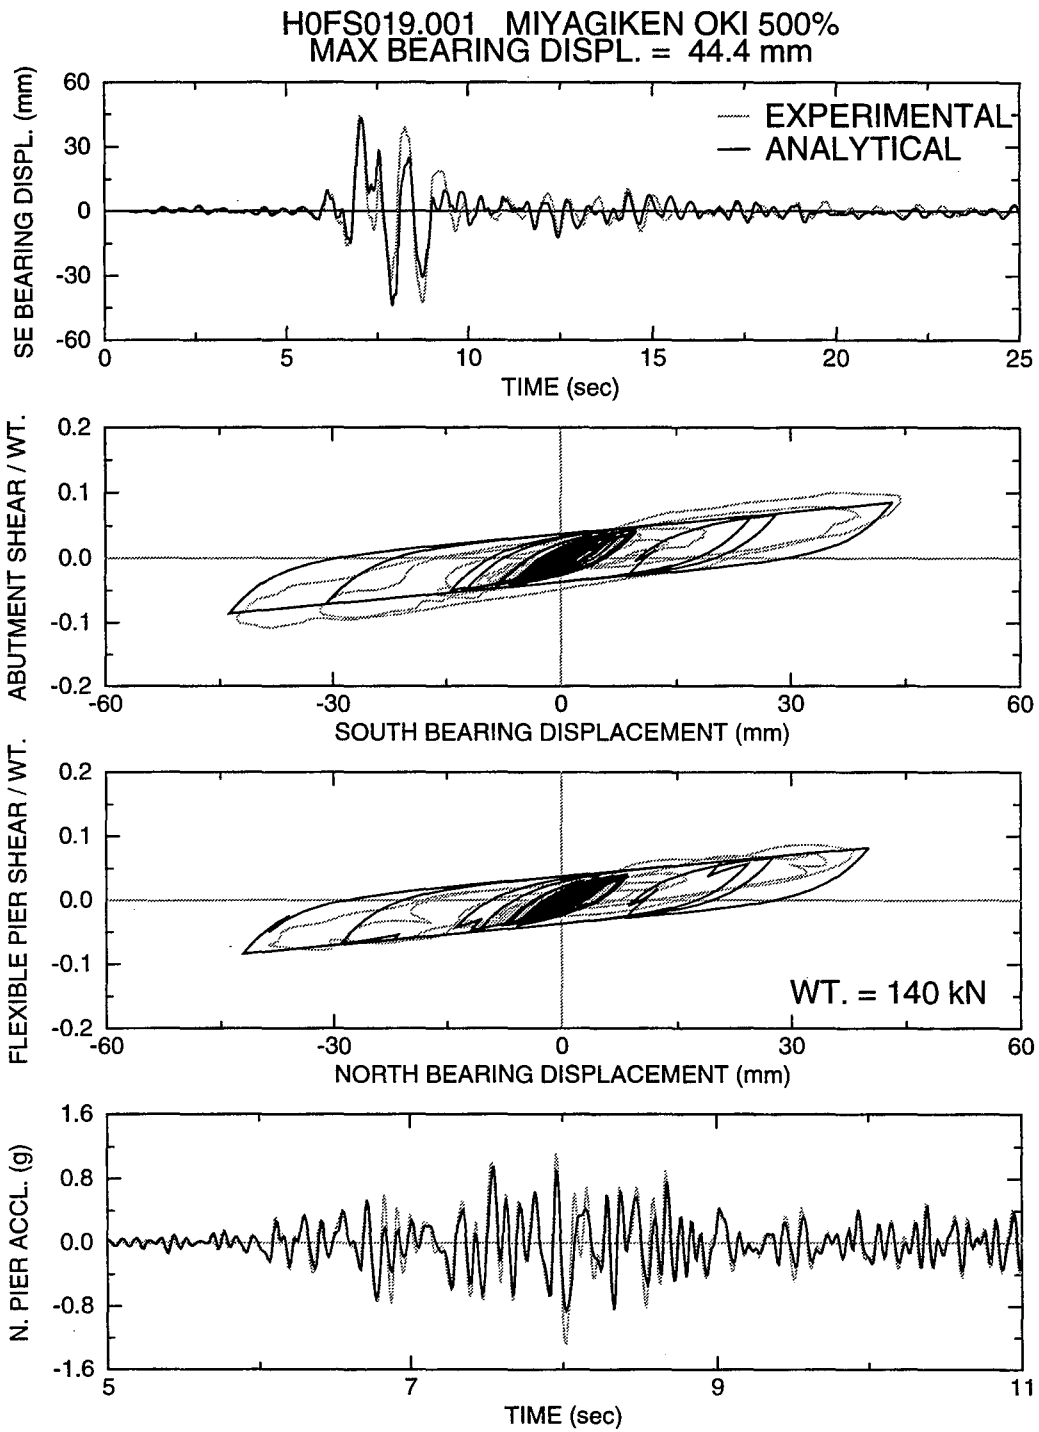 H0FS019.001 MIYAGIKEN OKI 500%
MAX BEARING DISPL. = 44.4 mm
SE BEARING DISPL. (mm)
60
30
0
-30
-60
EXPERIMENTAL
ANALYTICAL
0 5 10 15 20 25
TIME (sec)
ABUTMENT SHEAR / WT.
0.2
0.1
0.0
-0.1
-0.2
-60 -30 0 30 60
SOUTH BEARING DISPLACEMENT (mm)
FLEXIBLE PIER SHEAR / WT.
0.2
0.1
0.0
-0.1
-0.2
WT. = 140 kN
-60 -30 0 30 60
NORTH BEARING DISPLACEMENT (mm)
N. PIER ACCL. (g)
1.6
0.8
0.0
-0.8
-1.6
5 7 9 11
TIME (sec)